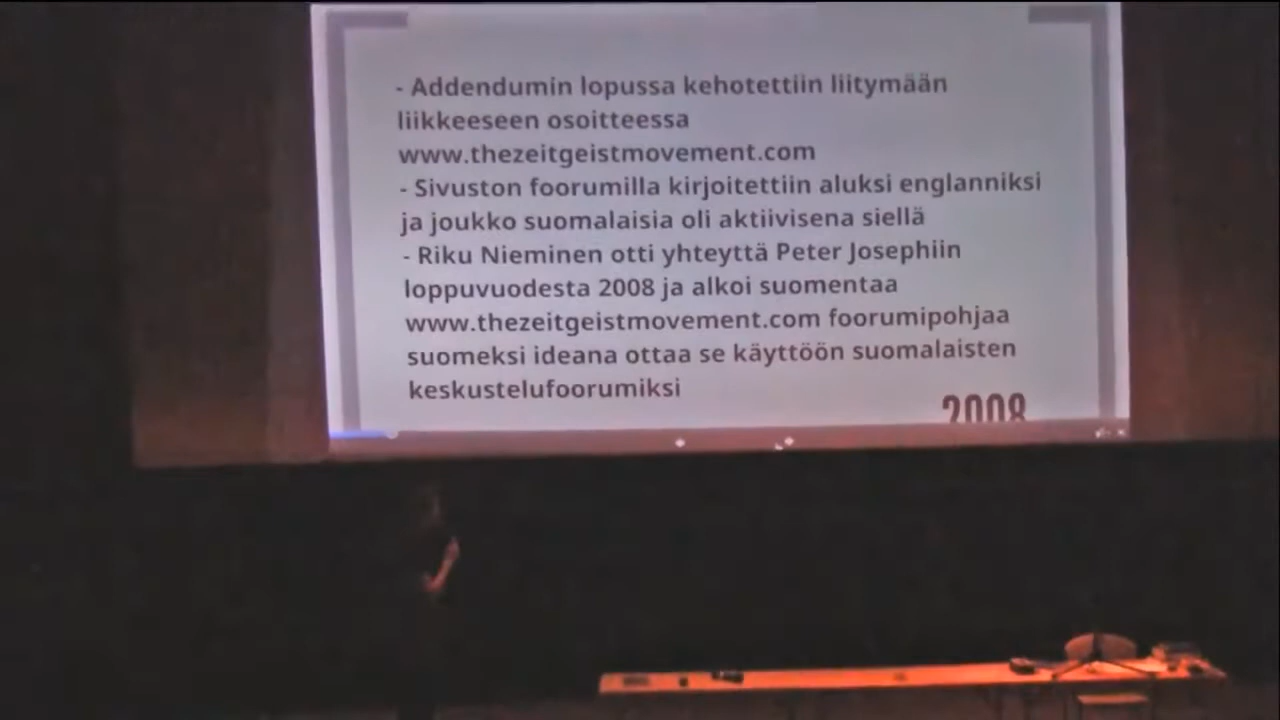 - Addendumin lopussa kehotettiin liitymään
liikkeeseen osoitteessa
www.thezeitgeistmovement.com
- Sivuston foorumilla kirjoitettiin aluksi englanniksi
ja joukko suomalaisia oli aktiivisena siellä
- Riku Nieminen otti yhteyttä Peter Josephiin
loppuvuodesta 2008 ja alkoi suomentaa
www.thezeitgeistmovement.com foorumipohjaa
suomeksi ideana ottaa se käyttöön suomalaisten
keskustelufoorumiksi
2008